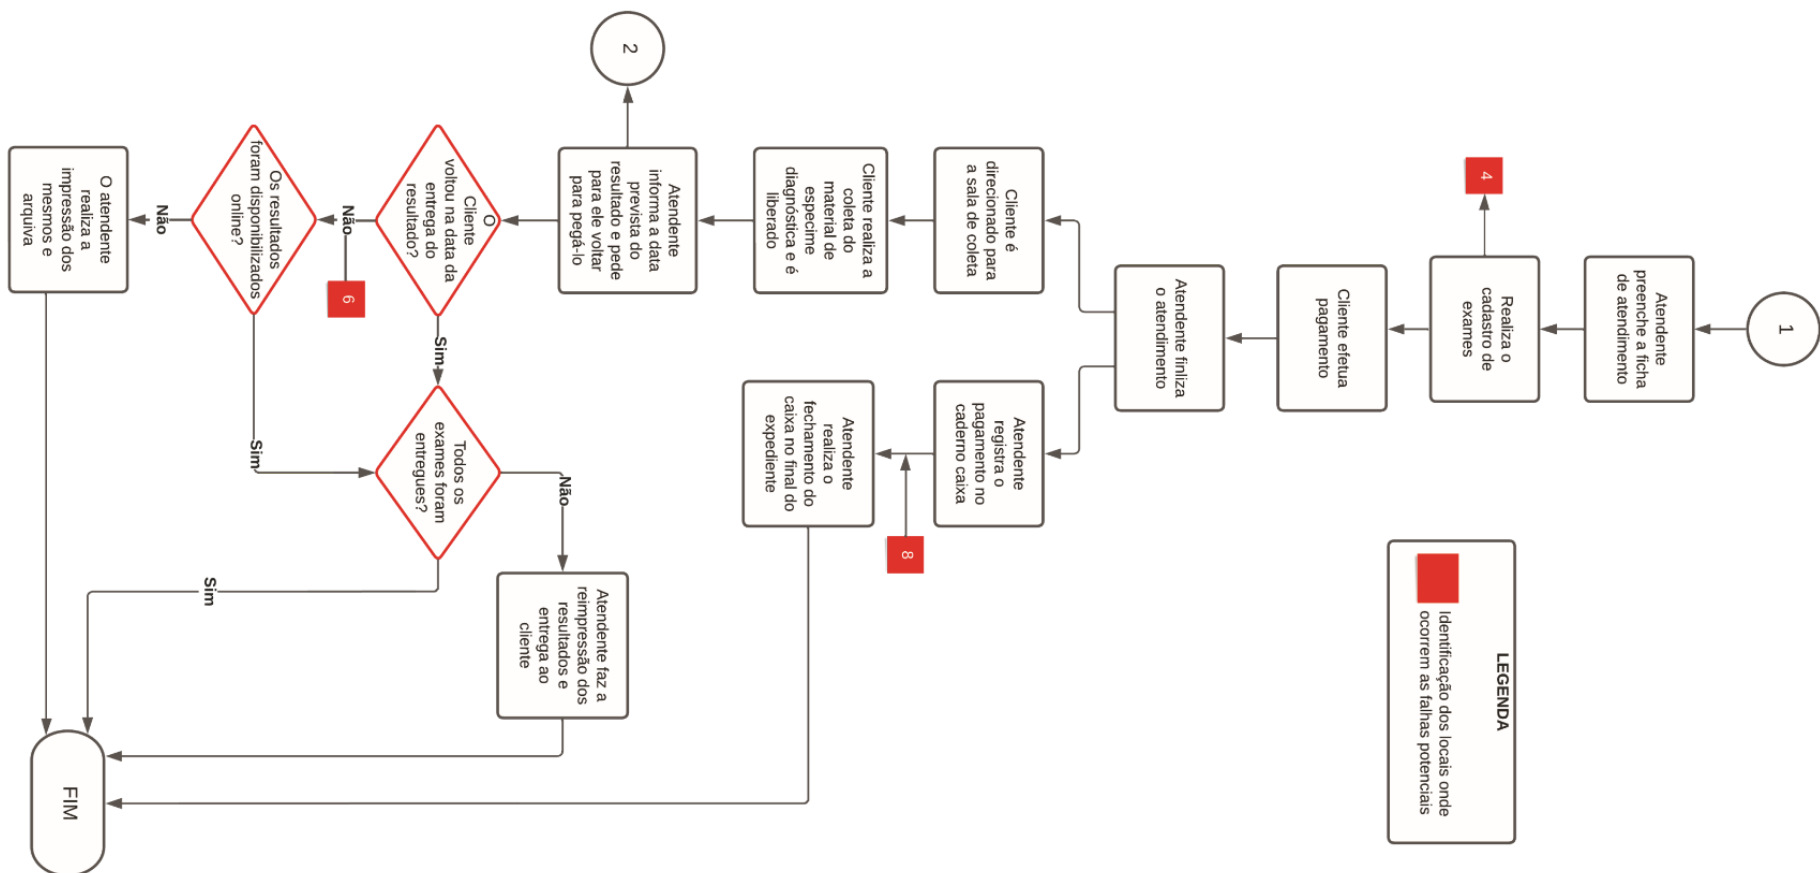 1
Atendente
preenche a ficha
de atendimento
4
Realiza o
cadastro de
exames
Cliente efetua
pagamento
Atendente finliza
o atendimento
Cliente é
direcionado para
a sala de coleta
Atendente
registra o
pagamento no
caderno caixa
8
Cliente realiza a
coleta do
material de
especime
diagnóstica e é
liberado
Atendente
realiza o
fechamento do
caixa no final do
expediente
2
Atendente
informa a data
prevista do
resultado e pede
para ele voltar
para pegá-lo
O
Cliente
voltou na data da
entrega do
resultado?
Sim
Não
6
Todos os
exames foram
entregues?
Não
Atendente faz a
reimpressão dos
resultados e
entrega ao
cliente
Os resultados
foram disponibilizados
online?
Sim
Sim
Não
O atendente
realiza a
impressão dos
mesmos e
arquiva
FIM
LEGENDA
Identificação dos locais onde
ocorrem as falhas potenciais